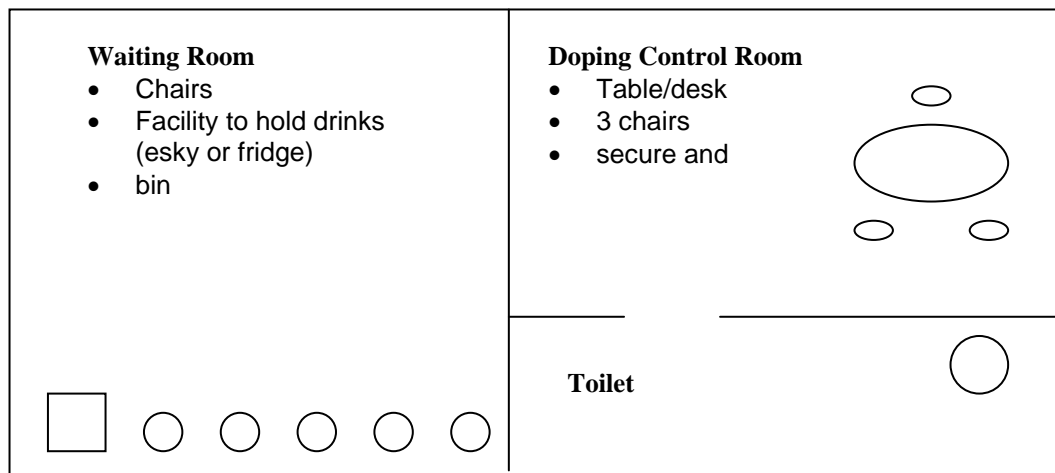 Waiting Room
• Chairs
• Facility to hold drinks
(esky or fridge)
• bin
Doping Control Room
• Table/desk
• 3 chairs
• secure and
Toilet